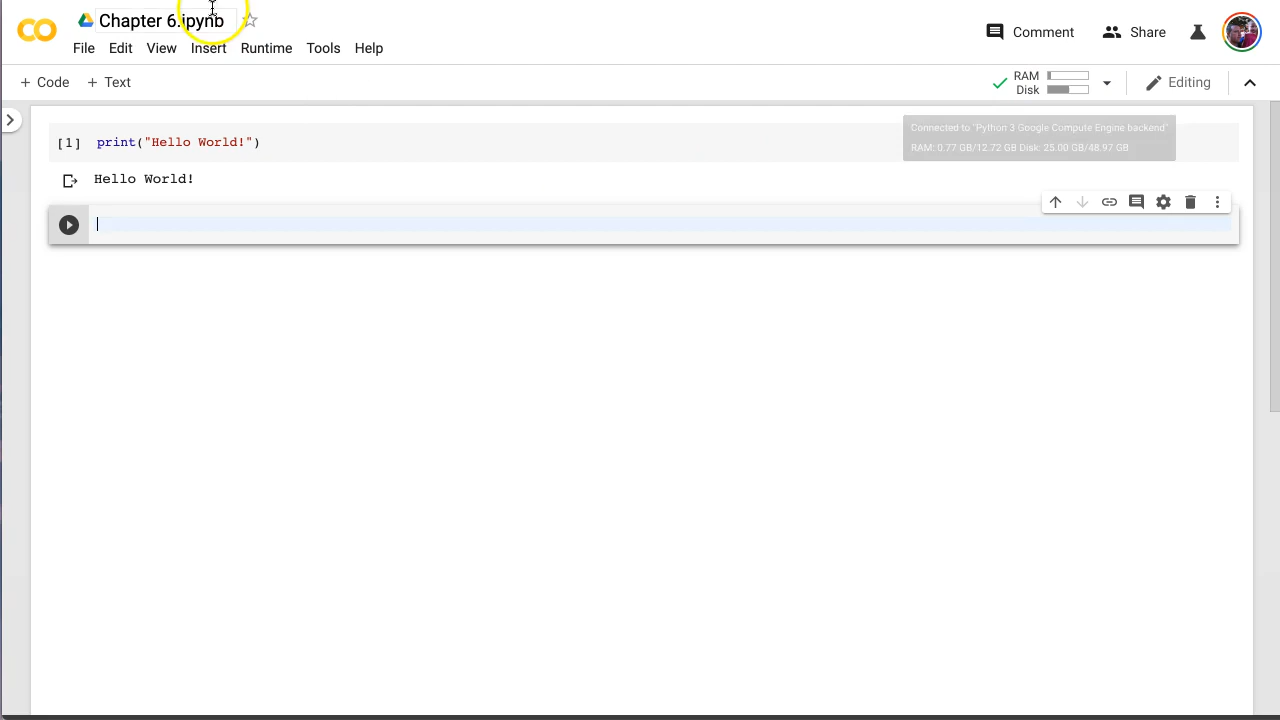 Chapter 6.ipynb
File Edit View Insert Runtime Tools Help
Comment
Share
+ Code + Text
RAM
Disk
Editing
[1] print("Hello World!")
Connected to "Python 3 Google Compute Engine backend"
RAM: 0.77 GB/12.72 GB Disk: 25.00 GB/48.97 GB
Hello World!